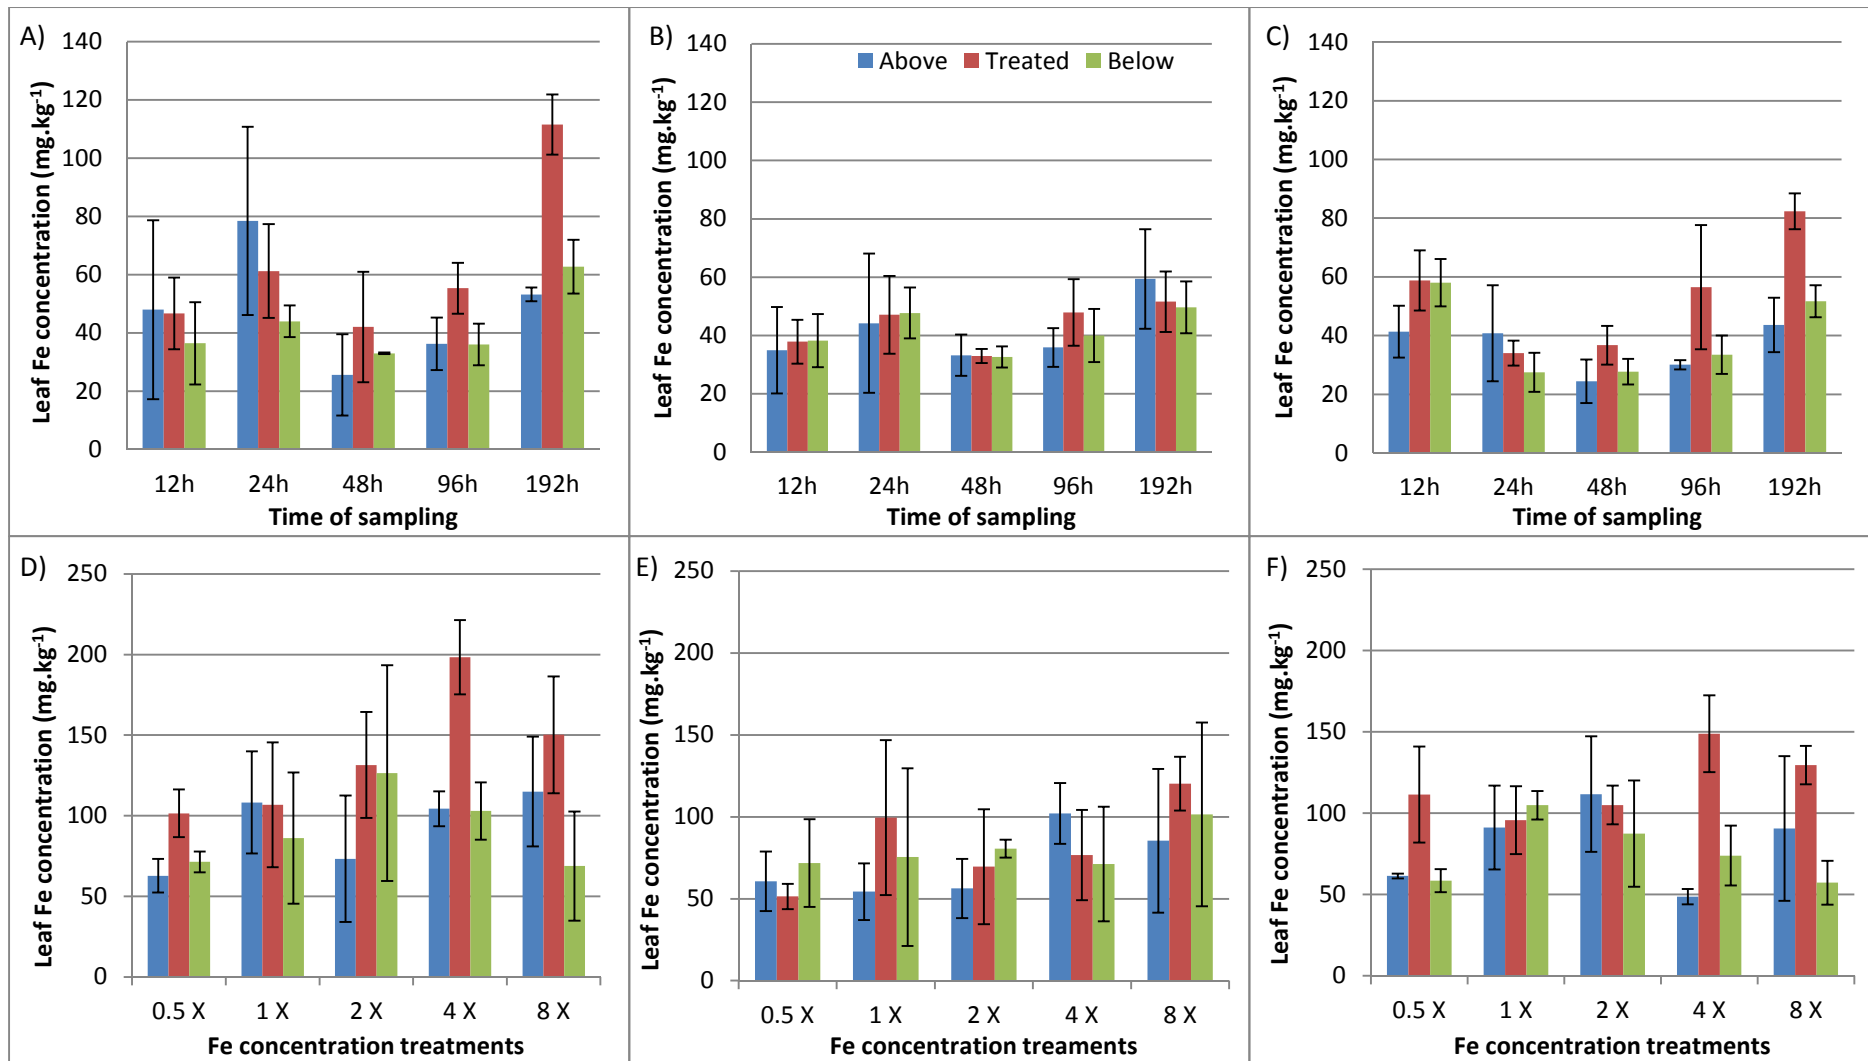 A)
Leaf Fe concentration (mg.kg⁻¹)
140
120
100
80
60
40
20
0
12h 24h 48h 96h 192h
Time of sampling
B)
Leaf Fe concentration (mg.kg⁻¹)
140
120
100
80
60
40
20
0
Above Treated Below
12h 24h 48h 96h 192h
Time of sampling
C)
Leaf Fe concentration (mg.kg⁻¹)
140
120
100
80
60
40
20
0
12h 24h 48h 96h 192h
Time of sampling
D)
Leaf Fe concentration (mg.kg⁻¹)
250
200
150
100
50
0
0.5 X 1 X 2 X 4 X 8 X
Fe concentration treatments
E)
Leaf Fe concentration (mg.kg⁻¹)
250
200
150
100
50
0
0.5 X 1 X 2 X 4 X 8 X
Fe concentration treaments
F)
Leaf Fe concentration (mg.kg⁻¹)
250
200
150
100
50
0
0.5 X 1 X 2 X 4 X 8 X
Fe concentration treatments